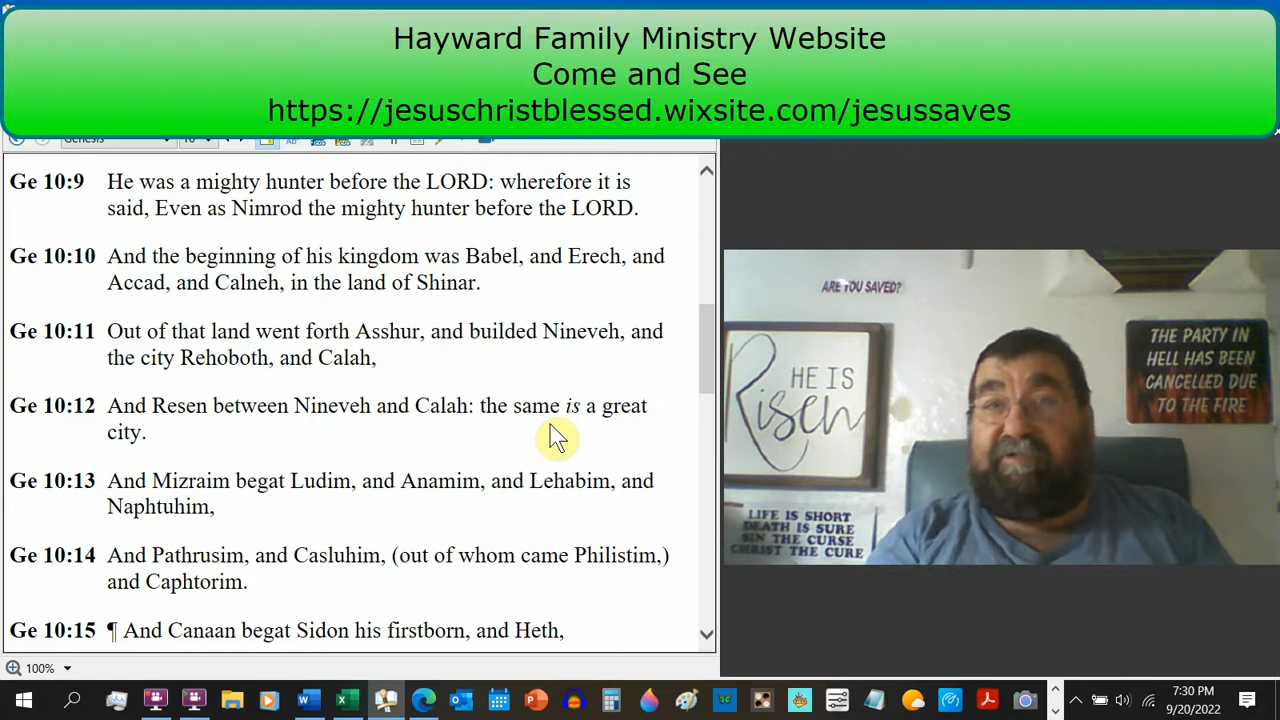 Hayward Family Ministry Website
Come and See
https://jesuschristblessed.wixsite.com/jesussaves
Ge 10:9 He was a mighty hunter before the LORD: wherefore it is
said, Even as Nimrod the mighty hunter before the LORD.
Ge 10:10 And the beginning of his kingdom was Babel, and Erech, and
Accad, and Calneh, in the land of Shinar.
Ge 10:11 Out of that land went forth Asshur, and builded Nineveh, and
the city Rehoboth, and Calah,
Ge 10:12 And Resen between Nineveh and Calah: the same is a great
city.
Ge 10:13 And Mizraim begat Ludim, and Anamim, and Lehabim, and
Naphtuhim,
Ge 10:14 And Pathrusim, and Casluhim, (out of whom came Philistim,)
and Caphtorim.
Ge 10:15 ¶ And Canaan begat Sidon his firstborn, and Heth,
ARE YOU SAVED?
HE IS
Risen
THE PARTY IN
HELL HAS BEEN
CANCELLED DUE
TO THE FIRE
LIFE IS SHORT
DEATH IS SURE
SIN THE CURSE
CHRIST THE CURE
100%
7:30 PM
9/20/2022